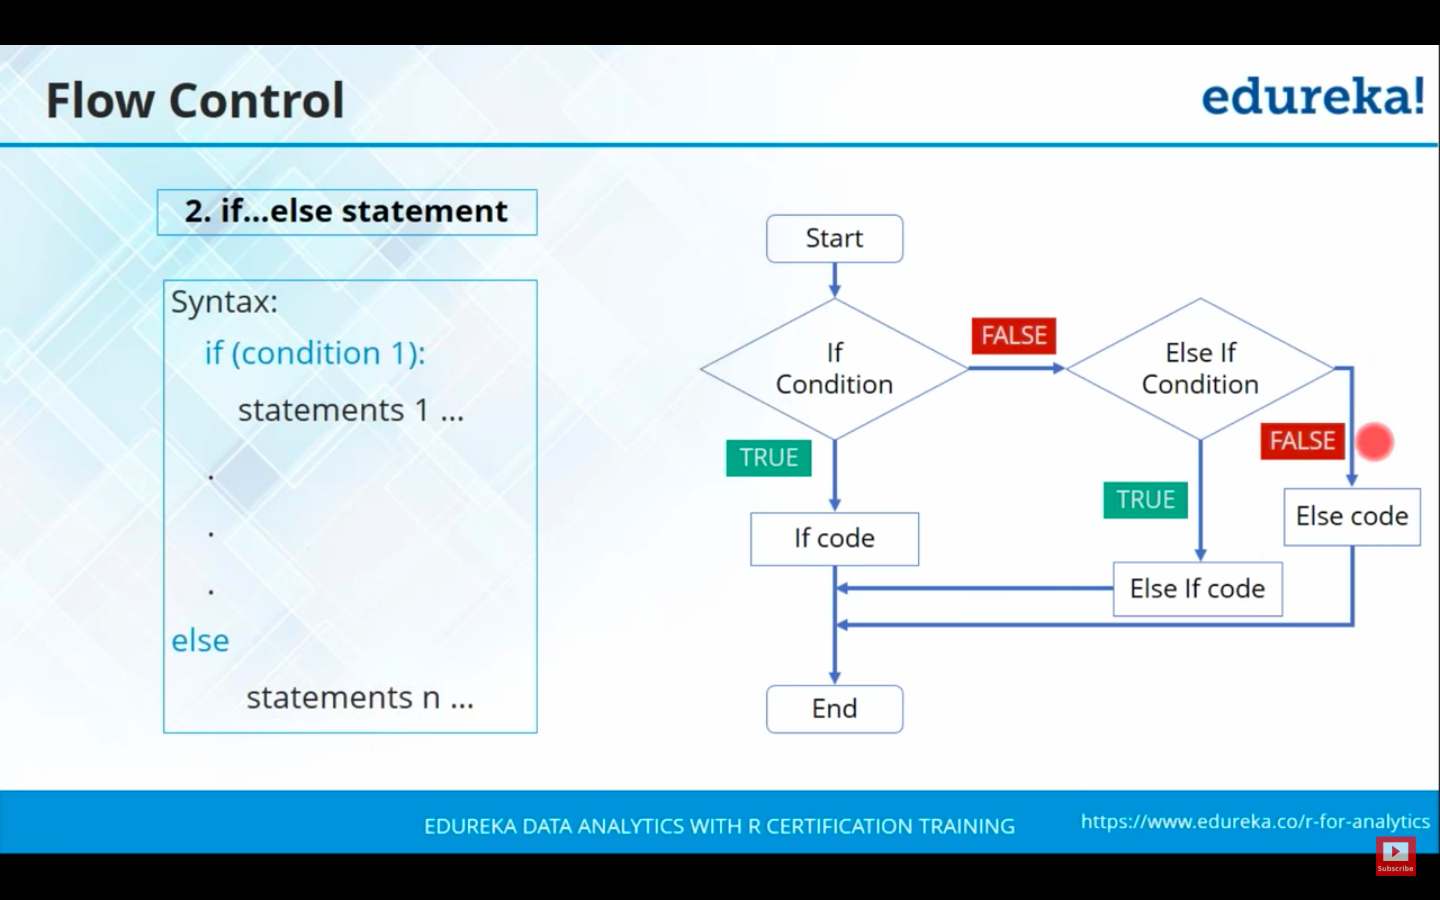 Flow Control
edureka!
2. if...else statement
Syntax:
if (condition 1):
statements 1 ...
.
.
.
else
statements n ...
Start
If
Condition
FALSE
Else If
Condition
TRUE
FALSE
TRUE
If code
Else code
Else If code
End
EDUREKA DATA ANALYTICS WITH R CERTIFICATION TRAINING
https://www.edureka.co/r-for-analytics
Subscribe